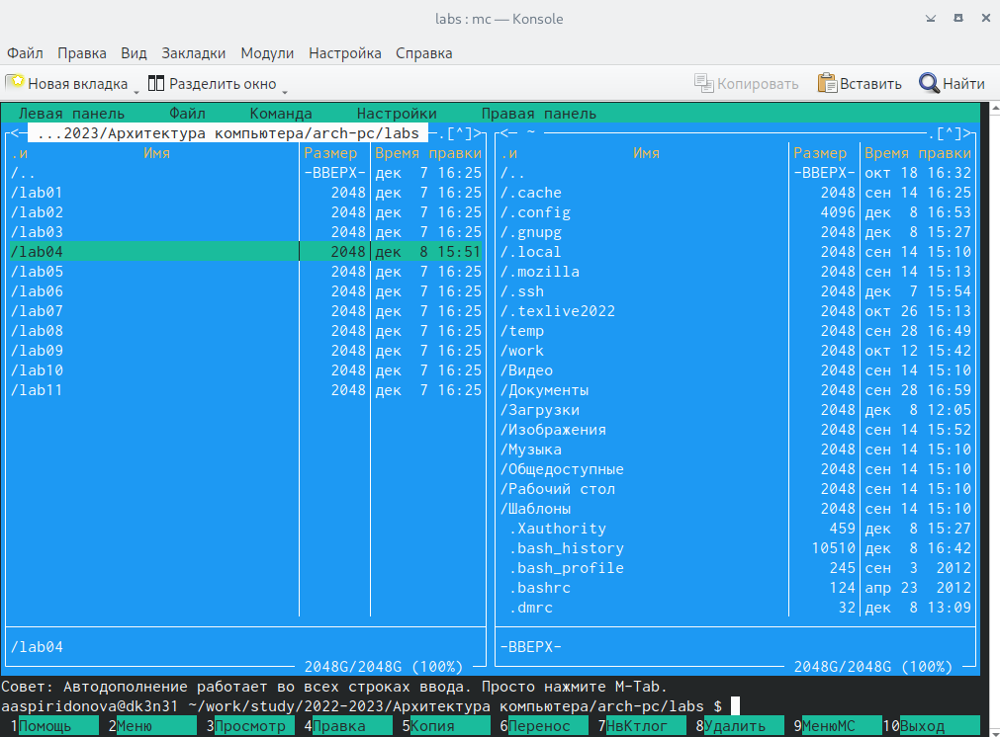 labs : mc — Konsole
Файл Правка Вид Закладки Модули Настройка Справка
Новая вкладка Разделить окно Копировать Вставить Найти
Левая панель Файл Команда Настройки Правая панель
<— ...2023/Архитектура компьютера/arch-pc/labs —.[^]> <— ~ —.[^]>
.и Имя Размер Время правки .и Имя Размер Время правки
/.. -ВВЕРХ- дек 7 16:25 /.. -ВВЕРХ- окт 18 16:32
/lab01 2048 дек 7 16:25 /.cache 2048 сен 14 16:25
/lab02 2048 дек 7 16:25 /.config 4096 дек 8 16:53
/lab03 2048 дек 7 16:25 /.gnupg 2048 дек 8 15:27
/lab04 2048 дек 8 15:51 /.local 2048 сен 14 15:10
/lab05 2048 дек 7 16:25 /.mozilla 2048 сен 14 15:13
/lab06 2048 дек 7 16:25 /.ssh 2048 дек 7 15:54
/lab07 2048 дек 7 16:25 /.texlive2022 2048 окт 26 15:13
/lab08 2048 дек 7 16:25 /temp 2048 сен 28 16:49
/lab09 2048 дек 7 16:25 /work 2048 окт 12 15:42
/lab10 2048 дек 7 16:25 /Видео 2048 сен 14 15:10
/lab11 2048 дек 7 16:25 /Документы 2048 сен 28 16:59
/Загрузки 2048 дек 8 12:05
/Изображения 2048 сен 14 15:52
/Музыка 2048 сен 14 15:10
/Общедоступные 2048 сен 14 15:10
/Рабочий стол 2048 сен 14 15:10
/Шаблоны 2048 сен 14 15:10
.Xauthority 459 дек 8 15:27
.bash_history 10510 дек 8 16:42
.bash_profile 245 сен 3 2012
.bashrc 124 апр 23 2012
.dmrc 32 дек 8 13:09
/lab04 -ВВЕРХ-
2048G/2048G (100%) 2048G/2048G (100%)
Совет: Автодополнение работает во всех строках ввода. Просто нажмите M-Tab.
aaspiridonova@dk3n31 ~/work/study/2022-2023/Архитектура компьютера/arch-pc/labs $
1Помощь 2Меню 3Просмотр 4Правка 5Копия 6Перенос 7НвКтлог 8Удалить 9МенюMC 10Выход